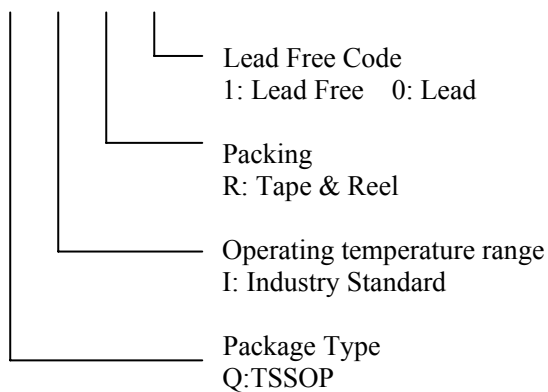 Lead Free Code
1: Lead Free 0: Lead
Packing
R: Tape & Reel
Operating temperature range
I: Industry Standard
Package Type
Q:TSSOP